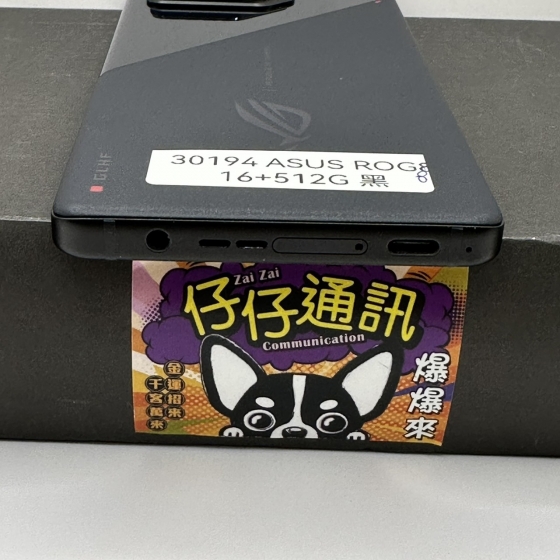 GLHF
30194 ASUS ROG8
16+512G 黑
Zai Zai
仔仔通訊
Communication
金運招來
千客萬來
爆爆來